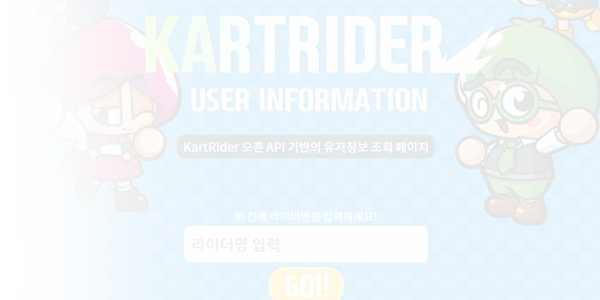 KARTRIDER
USER INFORMATION
KartRider 오픈 API 기반의 유저정보 조회 페이지
빈 칸에 라이더명을 입력하세요!
라이더명 입력
GO!!